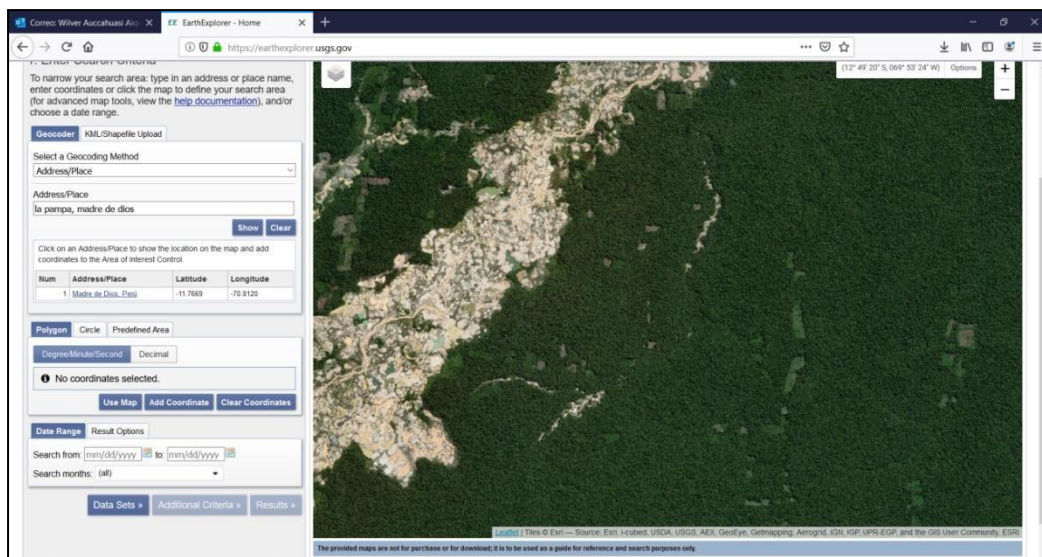 Correo: Wilver Auccahuasi Aiq
EE EarthExplorer - Home
https://earthexplorer.usgs.gov
1. Enter Search Criteria
To narrow your search area: type in an address or place name,
enter coordinates or click the map to define your search area
(for advanced map tools, view the help documentation), and/or
choose a date range.
Geocoder KML/Shapefile Upload
Select a Geocoding Method
Address/Place
Address/Place
la pampa, madre de dios
Show Clear
Click on an Address/Place to show the location on the map and add
coordinates to the Area of Interest Control.
Num Address/Place Latitude Longitude
1 Madre de Dios, Perú -11.7669 -70.8120
Polygon Circle Predefined Area
Degree/Minute/Second Decimal
No coordinates selected.
Use Map Add Coordinate Clear Coordinates
Date Range Result Options
Search from: mm/dd/yyyy to: mm/dd/yyyy
Search months: (all)
Data Sets » Additional Criteria » Results »
(12° 49' 20" S, 069° 53' 24" W) Options
+
−
Leaflet | Tiles © Esri — Source: Esri, i-cubed, USDA, USGS, AEX, GeoEye, Getmapping, Aerogrid, IGN, IGP, UPR-EGP, and the GIS User Community, ESRI
The provided maps are not for purchase or for download; it is to be used as a guide for reference and search purposes only.